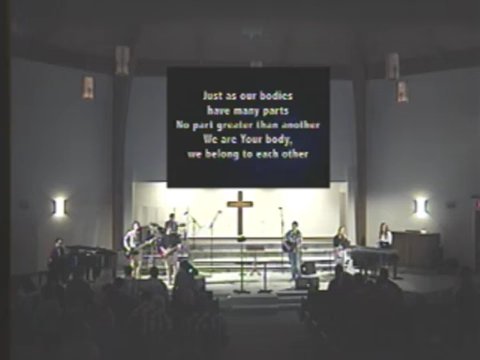 Just as our bodies
have many parts
No part greater than another
We are Your body,
we belong to each other